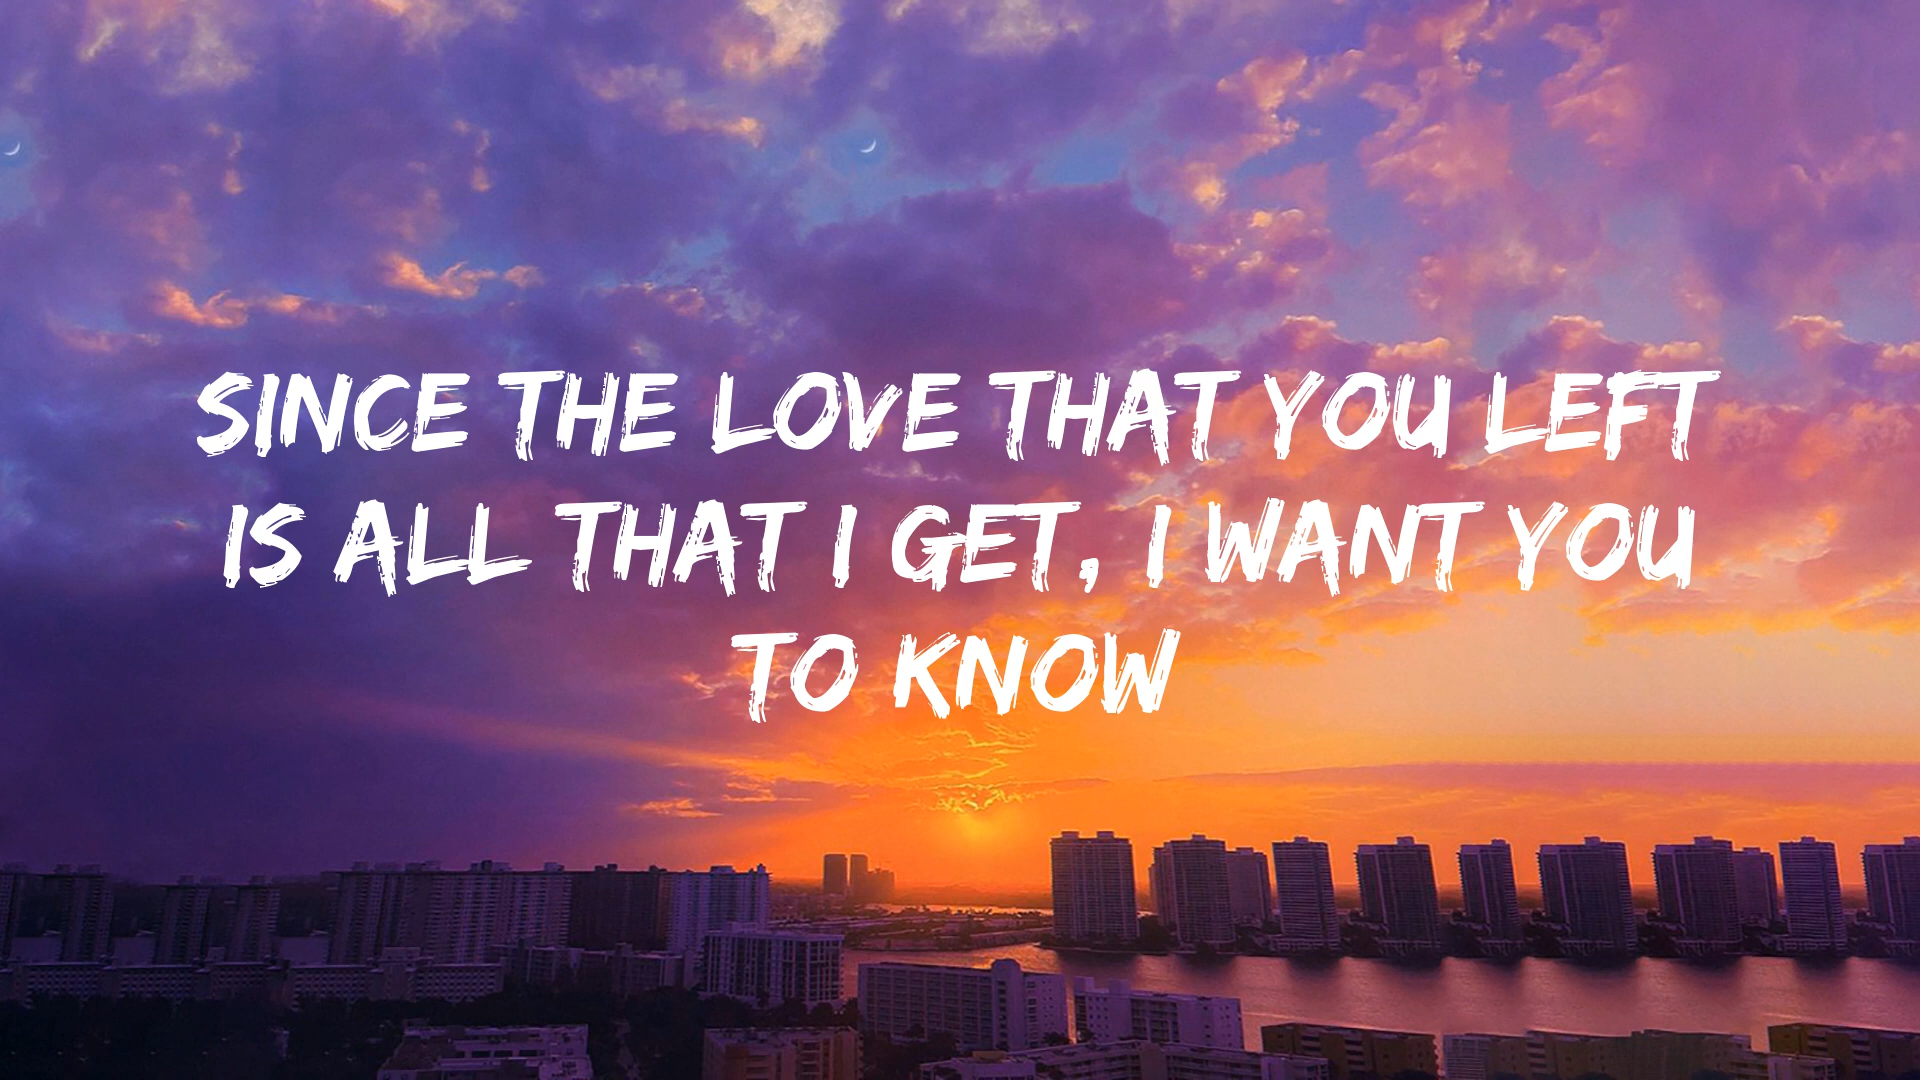 SINCE THE LOVE THAT YOU LEFT
IS ALL THAT I GET, I WANT YOU
TO KNOW